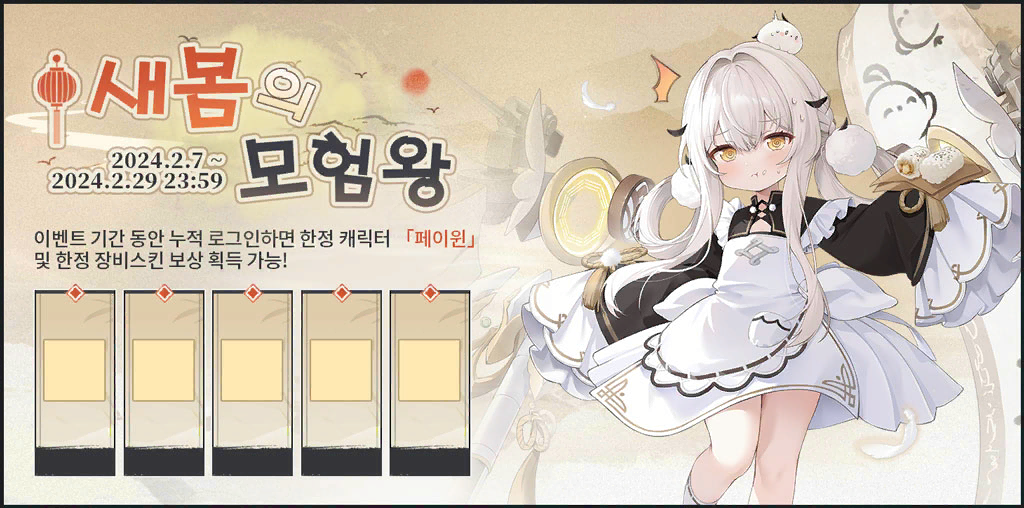 새봄의
모험왕
2024.2.7 ~
2024.2.29 23:59
이벤트 기간 동안 누적 로그인하면 한정 캐릭터 「페이윈」
및 한정 장비스킨 보상 획득 가능!